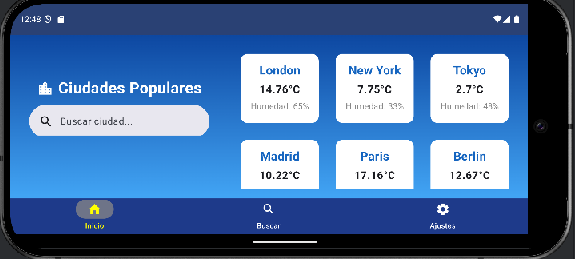 12:48
Ciudades Populares
Buscar ciudad...
London
14.76°C
Humedad: 65%
New York
7.75°C
Humedad: 33%
Tokyo
2.7°C
Humedad: 48%
Madrid
10.22°C
Paris
17.16°C
Berlin
12.67°C
Inicio
Buscar
Ajustes